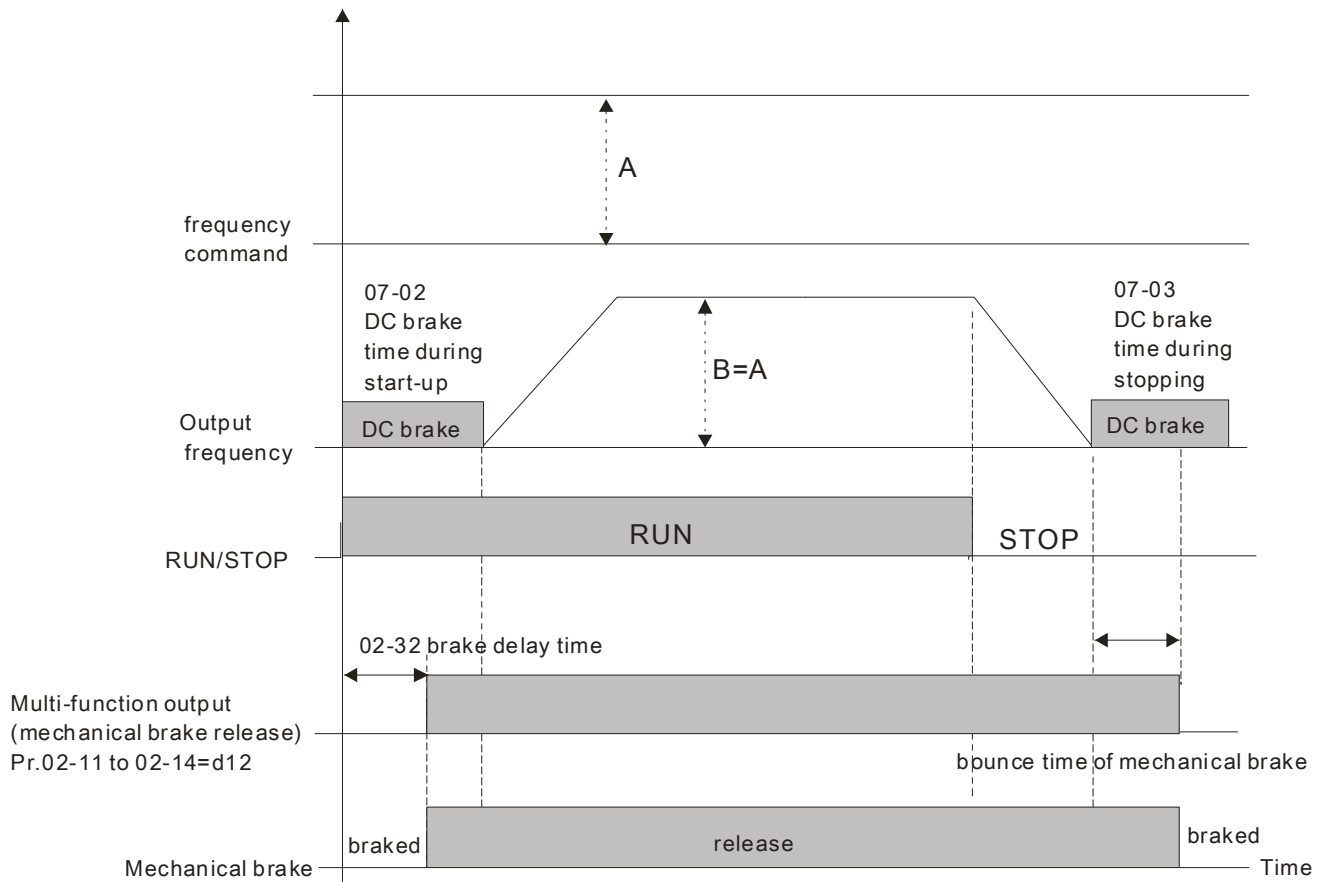 A
frequency
command
07-02
DC brake
time during
start-up
07-03
DC brake
time during
stopping
B=A
Output
frequency
DC brake
DC brake
RUN
STOP
RUN/STOP
02-32 brake delay time
Multi-function output
(mechanical brake release)
Pr.02-11 to 02-14=d12
bounce time of mechanical brake
braked
release
braked
Mechanical brake
Time